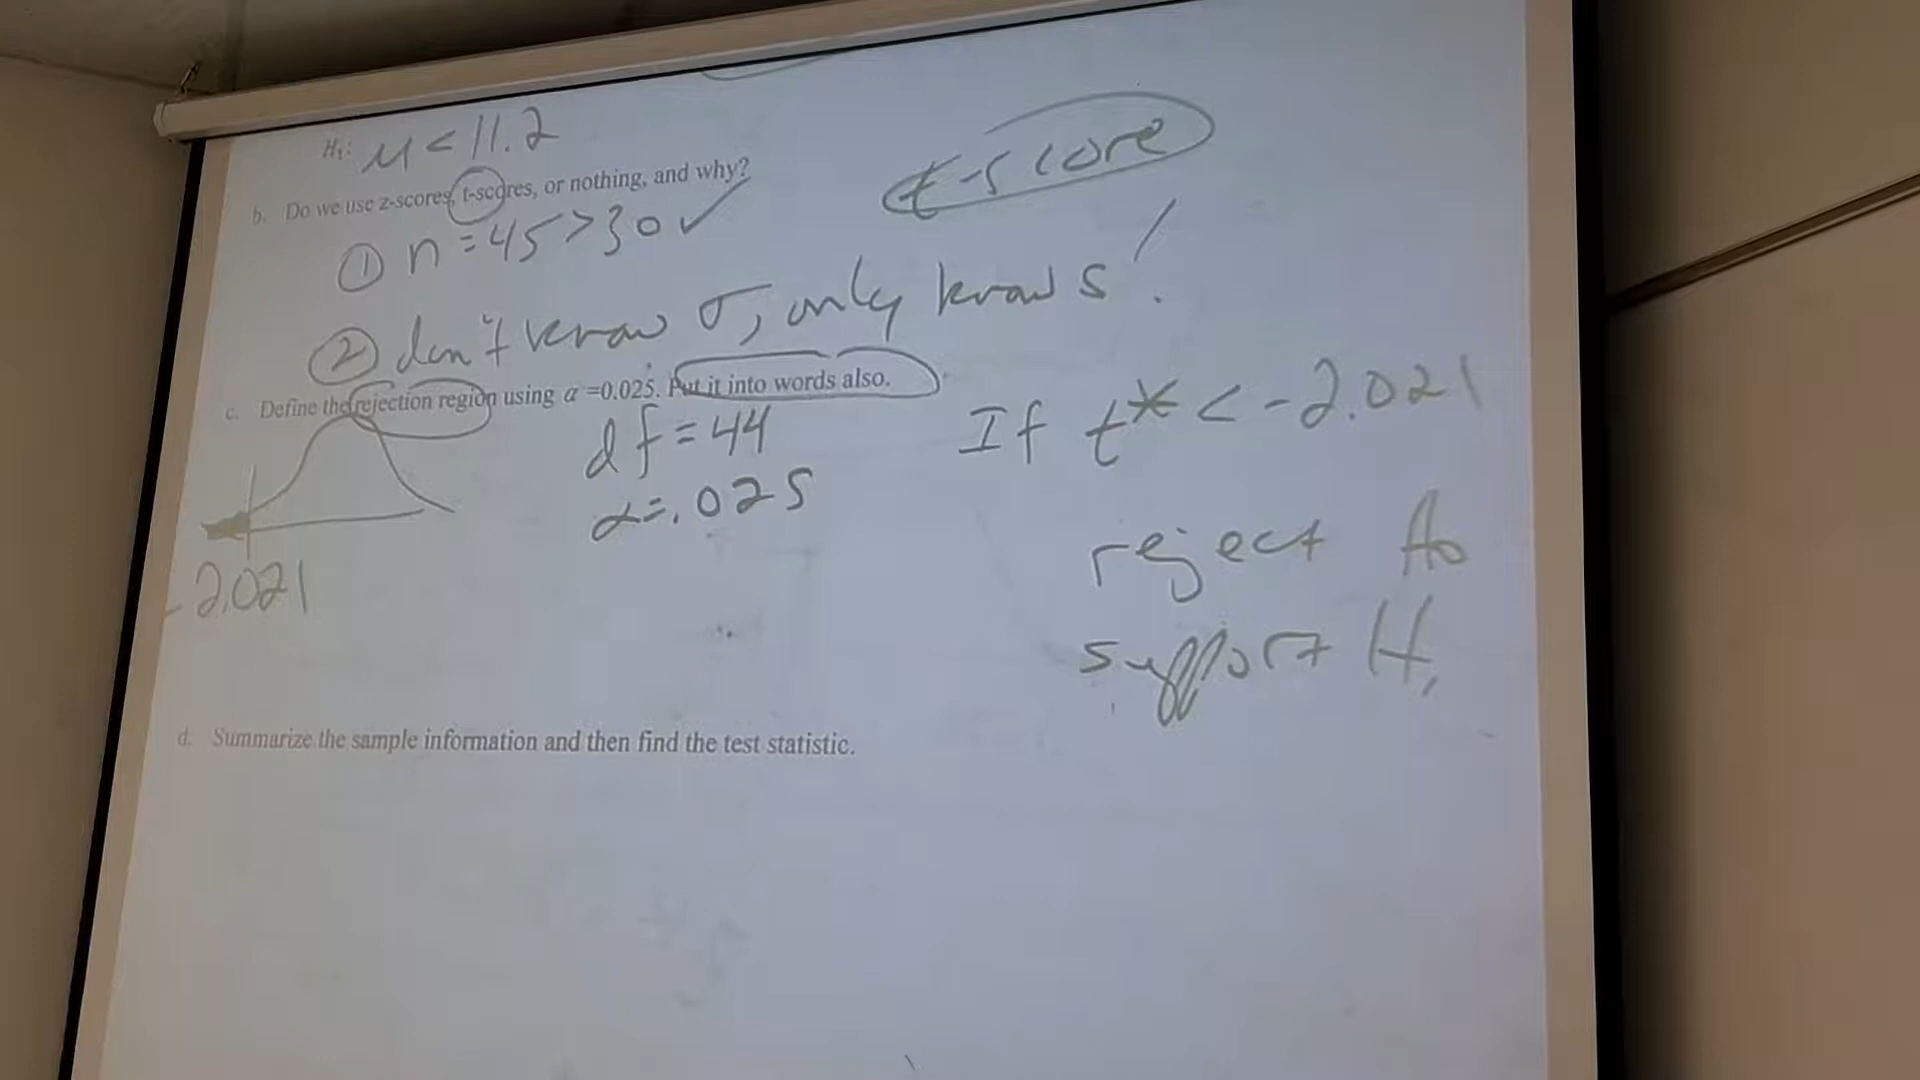 H₁: μ < 11.2
b. Do we use z-scores, t-scores, or nothing, and why?
t-score
① n = 45 > 30 ✓
② don't know σ, only know s!
c. Define the rejection region using α =0.025. Put it into words also.
df = 44
α = .025
-2.021
If t* < -2.021
reject H₀
support H₁
d. Summarize the sample information and then find the test statistic.